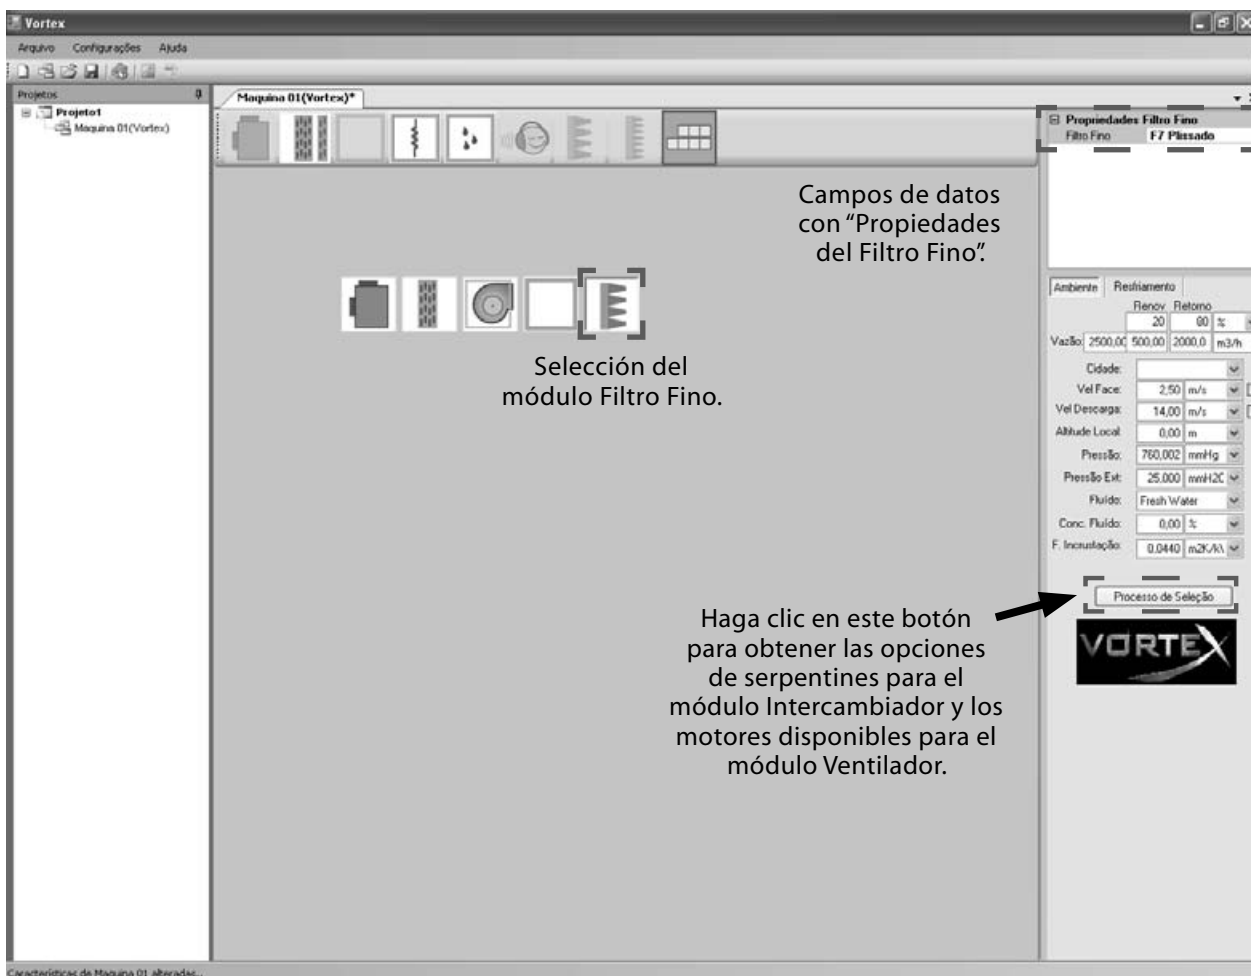 Vortex
Arquivo Configurações Ajuda
Projetos
Projeto1
Maquina 01(Vortex)
Maquina 01(Vortex)*
Propriedades Filtro Fino
Filtro Fino F7 Plissado
Campos de datos
con “Propiedades
del Filtro Fino”.
Selección del
módulo Filtro Fino.
Ambiente Resfriamento
Renov Retorno
20 80 %
Vazão: 2500,00 500,00 2000,0 m3/h
Cidade:
Vel Face: 2,50 m/s
Vel Descarga: 14,00 m/s
Altitude Local: 0,00 m
Pressão: 760,002 mmHg
Pressão Ext: 25,000 mmH2C
Fluído: Fresh Water
Conc. Fluído: 0,00 %
F. Incrustação: 0,0440 m2K/k\
Processo de Seleção
VORTEX
Haga clic en este botón
para obtener las opciones
de serpentines para el
módulo Intercambiador y los
motores disponibles para el
módulo Ventilador.
Características de Maquina 01 alteradas...